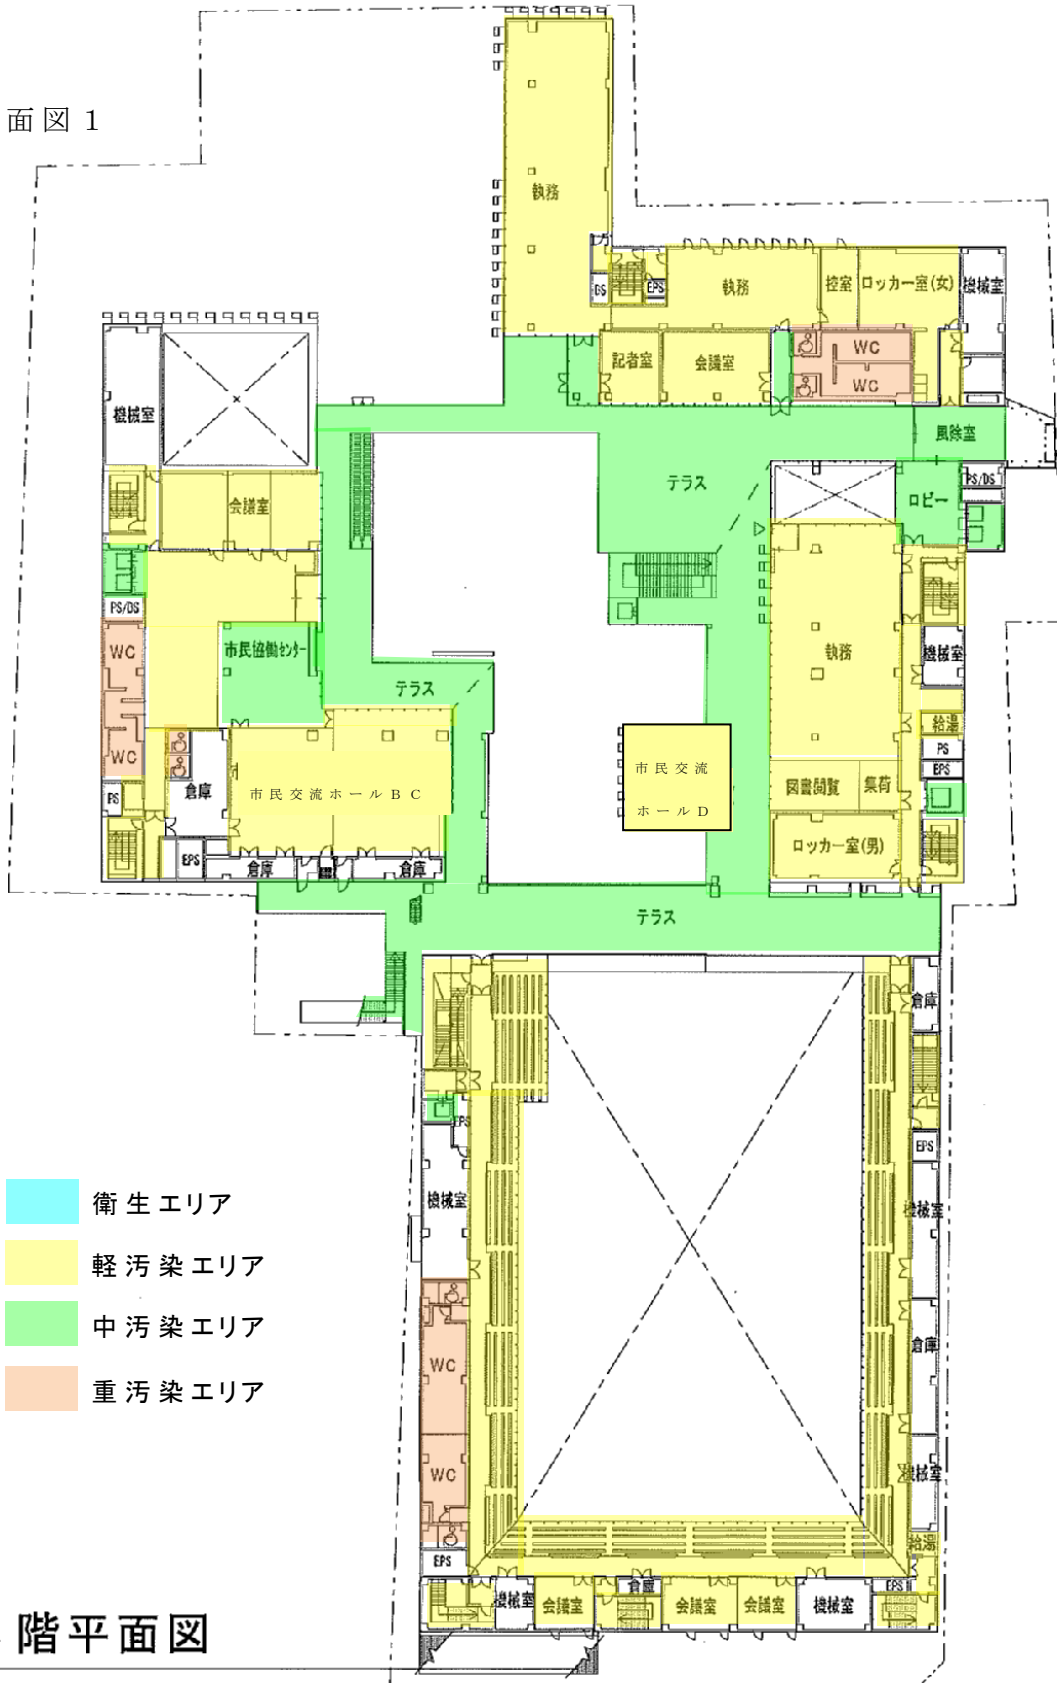 面図1
執務
DS
EPS
執務
控室
ロッカー室(女)
機械室
記者室
会議室
WC
WC
機械室
風除室
テラス
ロビー
PS/DS
会議室
PS/DS
市民協働センター
WC
執務
機械室
テラス
給湯
PS
EPS
WC
倉庫
市民交流ホールBC
市民交流
ホールD
図書閲覧
集荷
PS
ロッカー室(男)
EPS
倉庫
倉庫
テラス
倉庫
EPS
EPS
機械室
機械室
衛生エリア
軽汚染エリア
中汚染エリア
重汚染エリア
倉庫
WC
WC
機械室
給湯
EPS
EPS
機械室
会議室
倉庫
会議室
会議室
機械室
階平面図